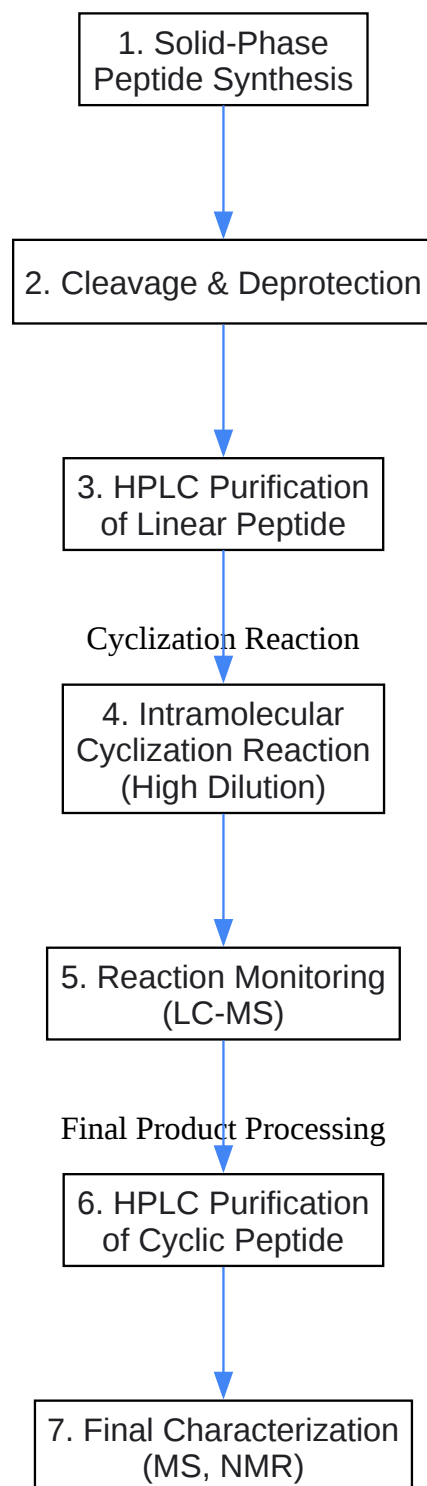 1. Solid-Phase
Peptide Synthesis
2. Cleavage & Deprotection
3. HPLC Purification
of Linear Peptide
Cyclization Reaction
4. Intramolecular
Cyclization Reaction
(High Dilution)
5. Reaction Monitoring
(LC-MS)
Final Product Processing
6. HPLC Purification
of Cyclic Peptide
7. Final Characterization
(MS, NMR)